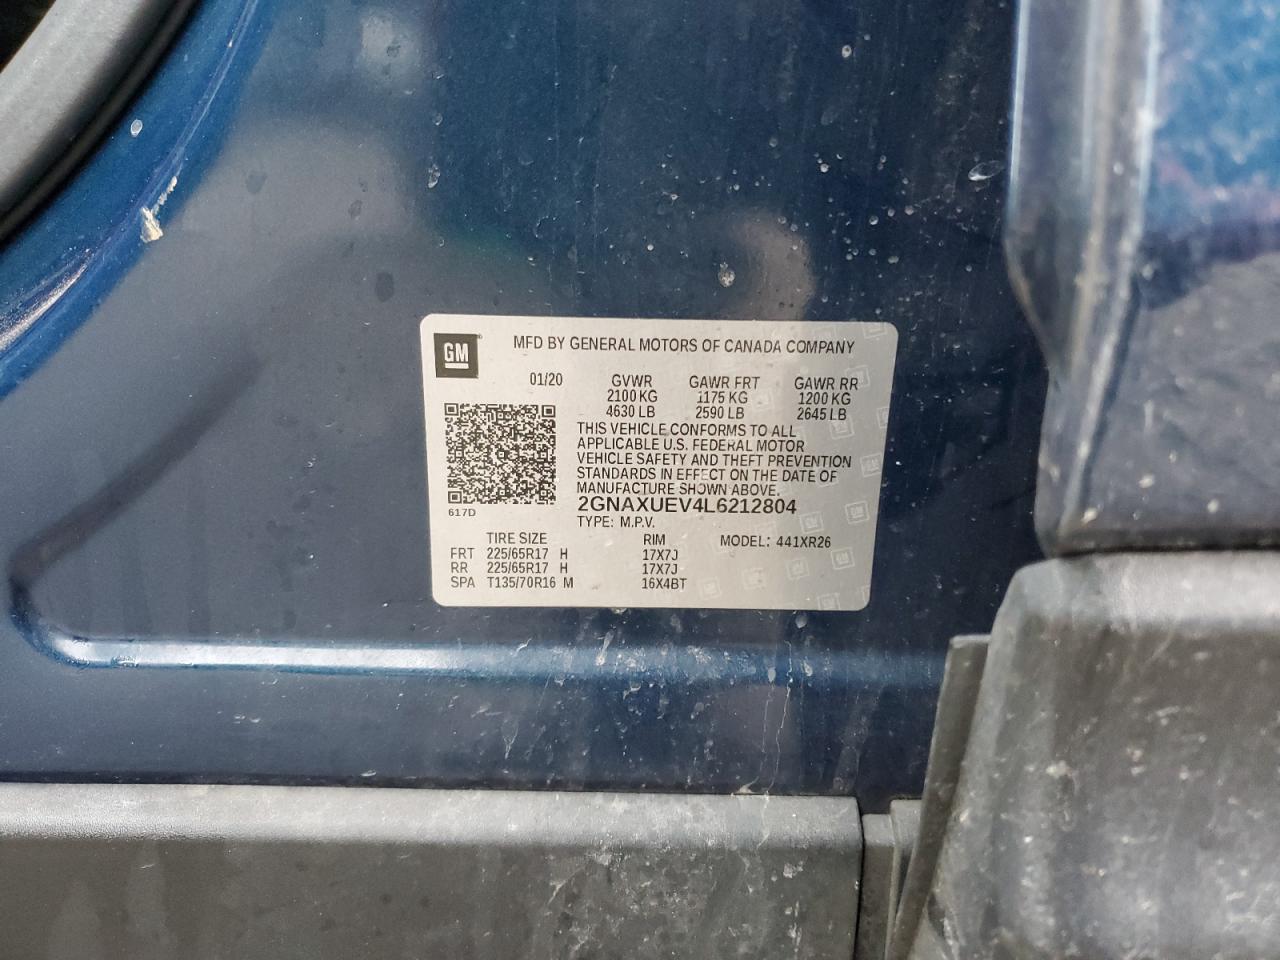 GM
MFD BY GENERAL MOTORS OF CANADA COMPANY
01/20 GVWR GAWR FRT GAWR RR
2100 KG 1175 KG 1200 KG
4630 LB 2590 LB 2645 LB
THIS VEHICLE CONFORMS TO ALL
APPLICABLE U.S. FEDERAL MOTOR
VEHICLE SAFETY AND THEFT PREVENTION
STANDARDS IN EFFECT ON THE DATE OF
MANUFACTURE SHOWN ABOVE.
2GNAXUEV4L6212804
617D
TYPE: M.P.V.
TIRE SIZE RIM MODEL: 441XR26
FRT 225/65R17 H 17X7J
RR 225/65R17 H 17X7J
SPA T135/70R16 M 16X4BT